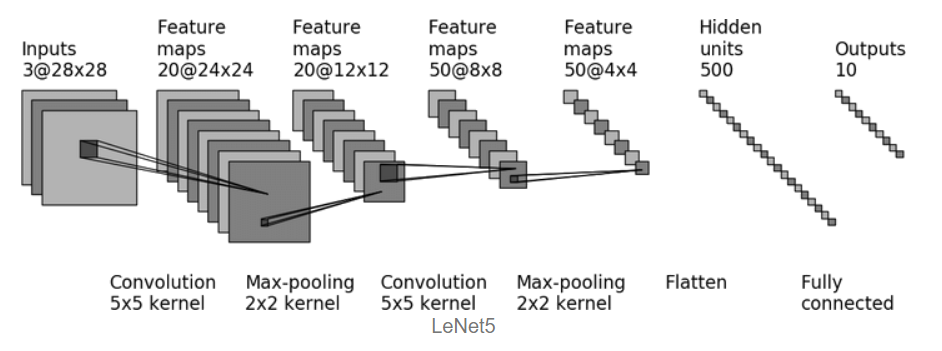 Inputs
3@28x28
Feature
maps
20@24x24
Feature
maps
20@12x12
Feature
maps
50@8x8
Feature
maps
50@4x4
Hidden
units
500
Outputs
10
Convolution
5x5 kernel
Max-pooling
2x2 kernel
Convolution
5x5 kernel
Max-pooling
2x2 kernel
Flatten
Fully
connected
LeNet5